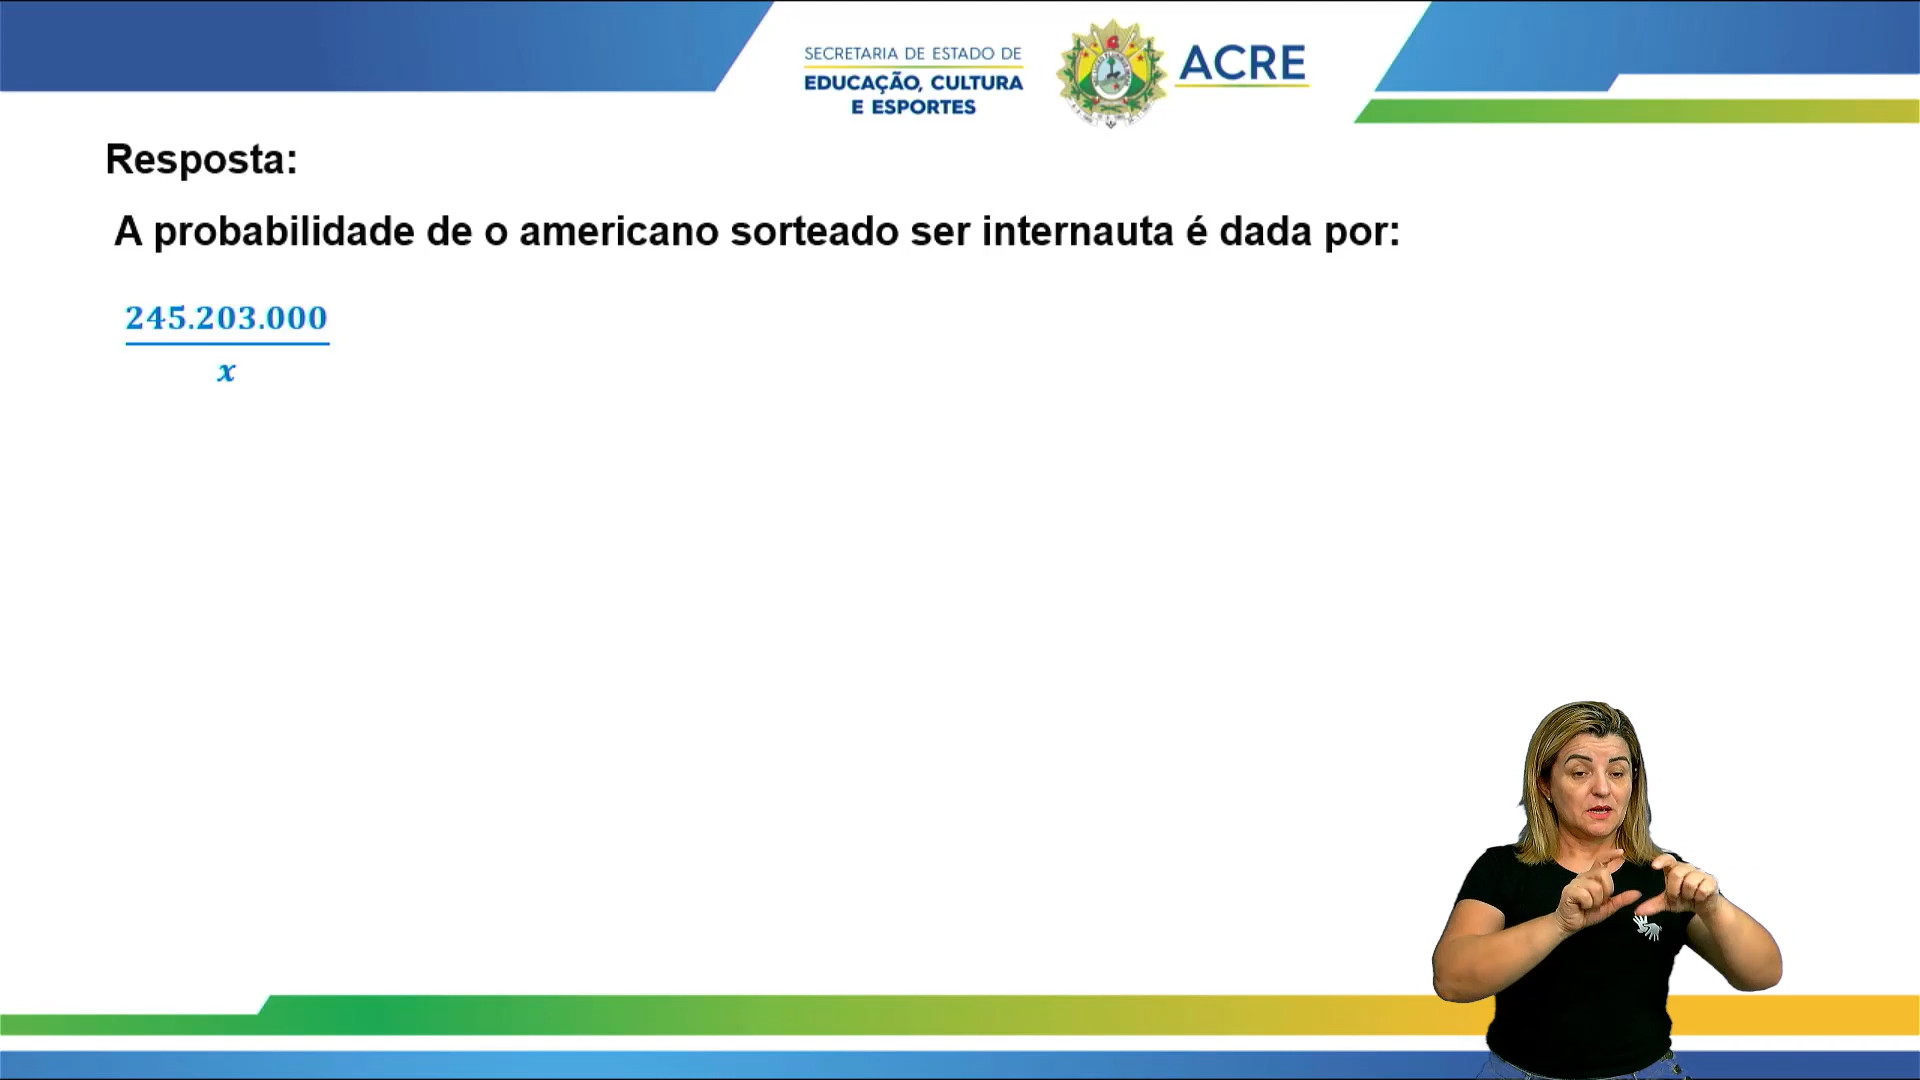 SECRETARIA DE ESTADO DE
EDUCAÇÃO, CULTURA
E ESPORTES
ACRE
Resposta:
A probabilidade de o americano sorteado ser internauta é dada por:
245.203.000
x